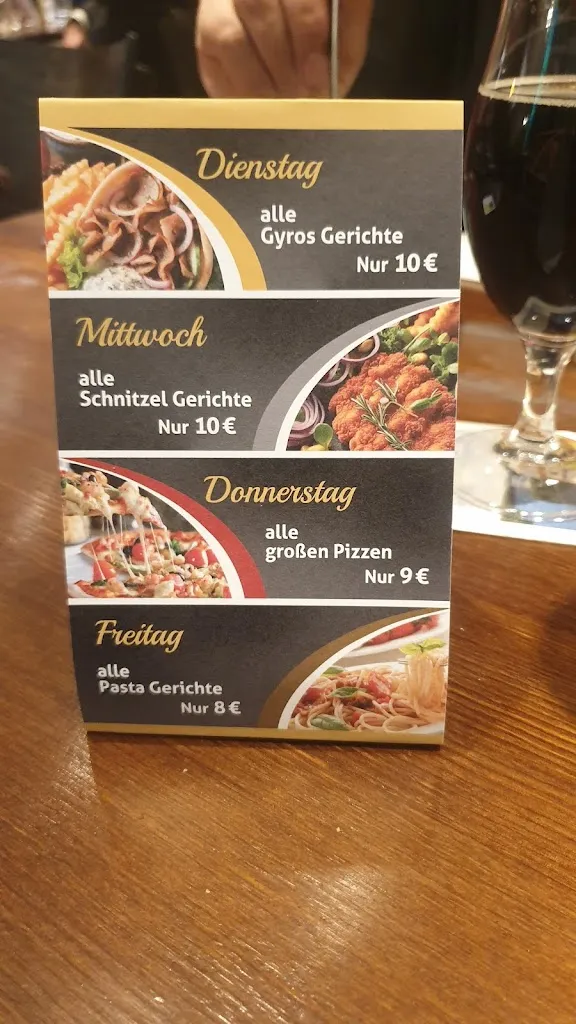 Dienstag
alle
Gyros Gerichte
Nur 10 €
Mittwoch
alle
Schnitzel Gerichte
Nur 10 €
Donnerstag
alle
großen Pizzen
Nur 9 €
Freitag
alle
Pasta Gerichte
Nur 8 €